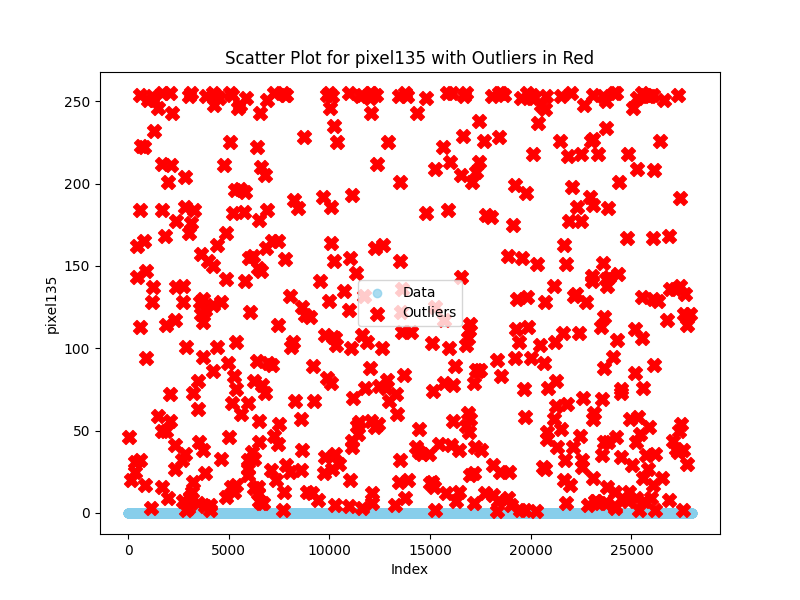 Scatter Plot for pixel135 with Outliers in Red
250
200
150
100
50
0
pixel135
Data
Outliers
0
5000
10000
15000
20000
25000
Index